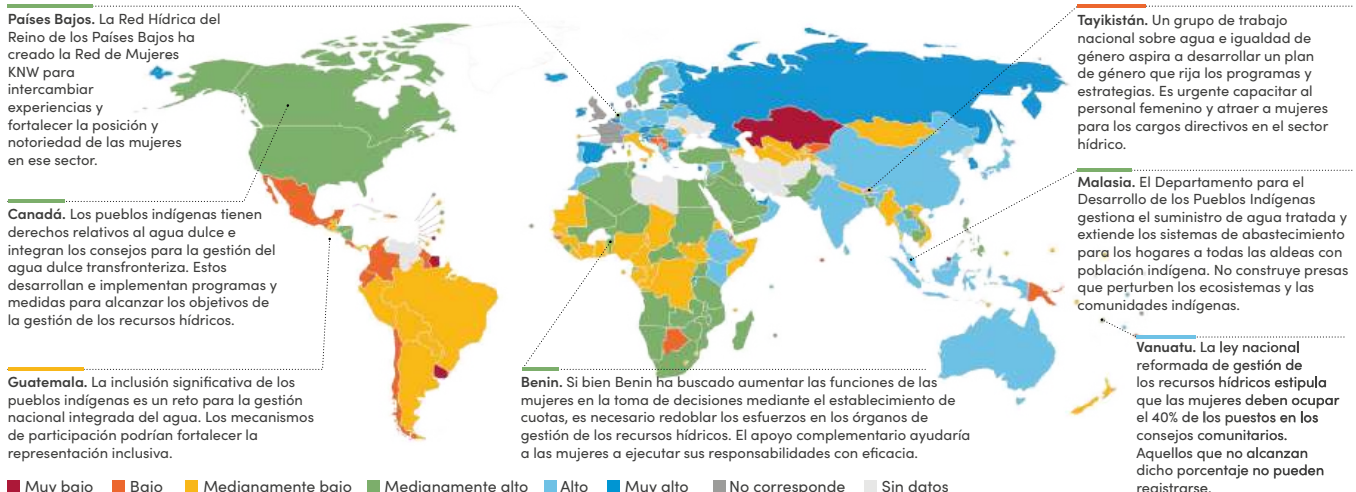 Países Bajos. La Red Hídrica del
Reino de los Países Bajos ha
creado la Red de Mujeres
KNW para
intercambiar
experiencias y
fortalecer la posición y
notoriedad de las mujeres
en ese sector.
Canadá. Los pueblos indígenas tienen
derechos relativos al agua dulce e
integran los consejos para la gestión del
agua dulce transfronteriza. Estos
desarrollan e implementan programas y
medidas para alcanzar los objetivos de
la gestión de los recursos hídricos.
Guatemala. La inclusión significativa de los
pueblos indígenas es un reto para la gestión
nacional integrada del agua. Los mecanismos
de participación podrían fortalecer la
representación inclusiva.
Benin. Si bien Benin ha buscado aumentar las funciones de las
mujeres en la toma de decisiones mediante el establecimiento de
cuotas, es necesario redoblar los esfuerzos en los órganos de
gestión de los recursos hídricos. El apoyo complementario ayudaría
a las mujeres a ejecutar sus responsabilidades con eficacia.
Tayikistán. Un grupo de trabajo
nacional sobre agua e igualdad de
género aspira a desarrollar un plan
de género que rija los programas y
estrategias. Es urgente capacitar al
personal femenino y atraer a mujeres
para los cargos directivos en el sector
hídrico.
Malasia. El Departamento para el
Desarrollo de los Pueblos Indígenas
gestiona el suministro de agua tratada y
extiende los sistemas de abastecimiento
para los hogares a todas las aldeas con
población indígena. No construye presas
que perturben los ecosistemas y las
comunidades indígenas.
Vanuatu. La ley nacional
reformada de gestión de
los recursos hídricos estipula
que las mujeres deben ocupar
el 40% de los puestos en los
consejos comunitarios.
Aquellos que no alcanzan
dicho porcentaje no pueden
registrarse.
Muy bajo Bajo Medianamente bajo Medianamente alto Alto Muy alto No corresponde Sin datos